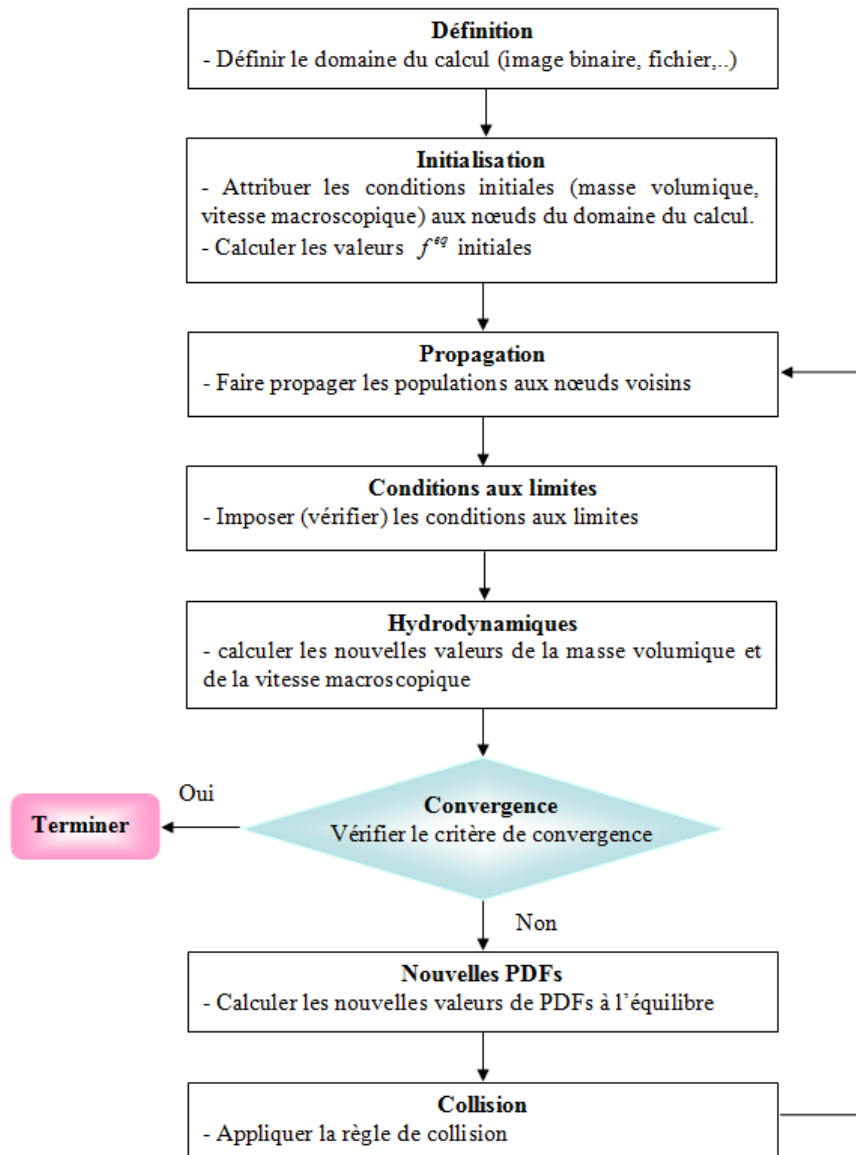 Définition
- Définir le domaine du calcul (image binaire, fichier,..)
Initialisation
- Attribuer les conditions initiales (masse volumique,
vitesse macroscopique) aux nœuds du domaine du calcul.
- Calculer les valeurs f^eq initiales
Propagation
- Faire propager les populations aux nœuds voisins
Conditions aux limites
- Imposer (vérifier) les conditions aux limites
Hydrodynamiques
- calculer les nouvelles valeurs de la masse volumique et
de la vitesse macroscopique
Convergence
Vérifier le critère de convergence
Oui
Terminer
Non
Nouvelles PDFs
- Calculer les nouvelles valeurs de PDFs à l’équilibre
Collision
- Appliquer la règle de collision